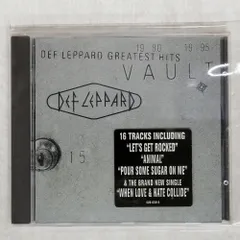 DEF LEPPARD GREATEST HITS
19 80 19 95
VAULT
DEF LEPPARD
15
16 TRACKS INCLUDING
"LET'S GET ROCKED"
"ANIMAL"
"POUR SOME SUGAR ON ME"
& THE BRAND NEW SINGLE
"WHEN LOVE & HATE COLLIDE"